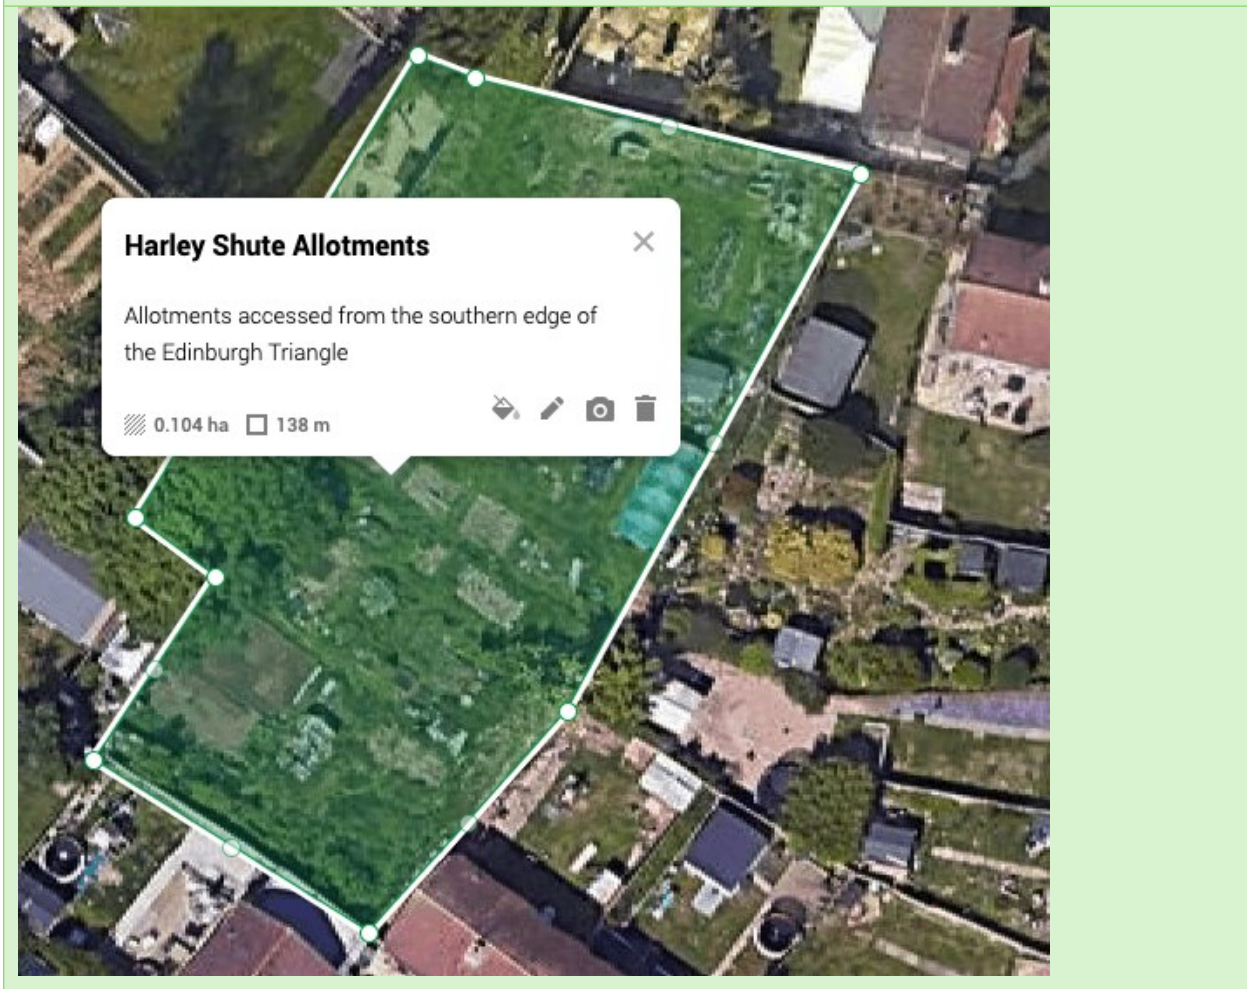 Harley Shute Allotments
Allotments accessed from the southern edge of
the Edinburgh Triangle
0.104 ha 138 m